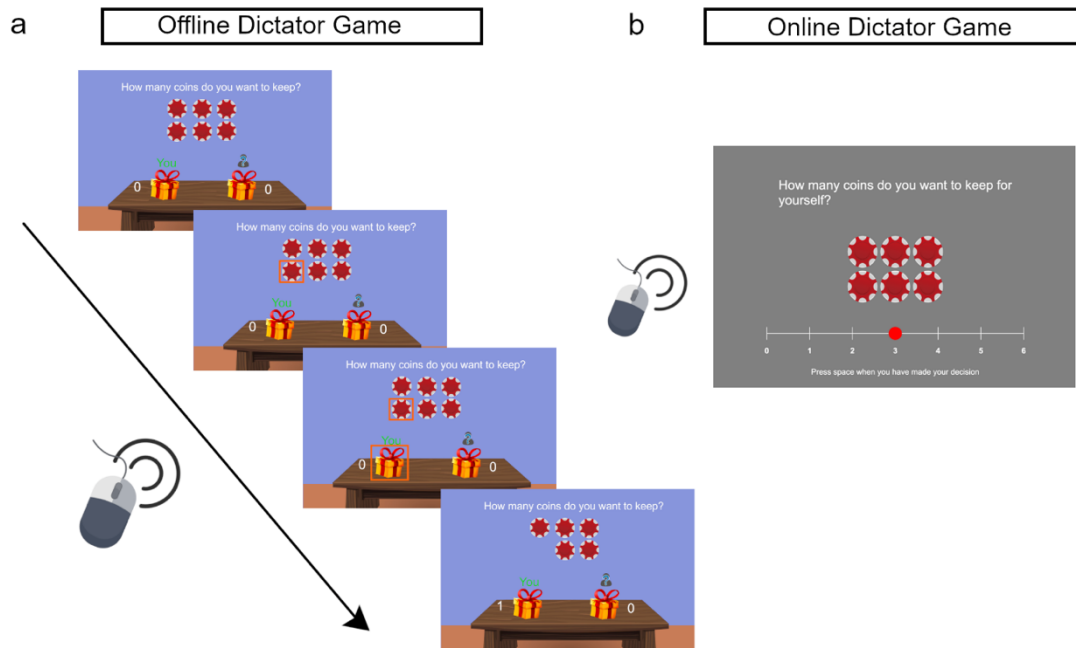 a
Offline Dictator Game
How many coins do you want to keep?
You
0
0
How many coins do you want to keep?
You
0
0
How many coins do you want to keep?
You
0
0
How many coins do you want to keep?
You
1
0
b
Online Dictator Game
How many coins do you want to keep for
yourself?
0 1 2 3 4 5 6
Press space when you have made your decision